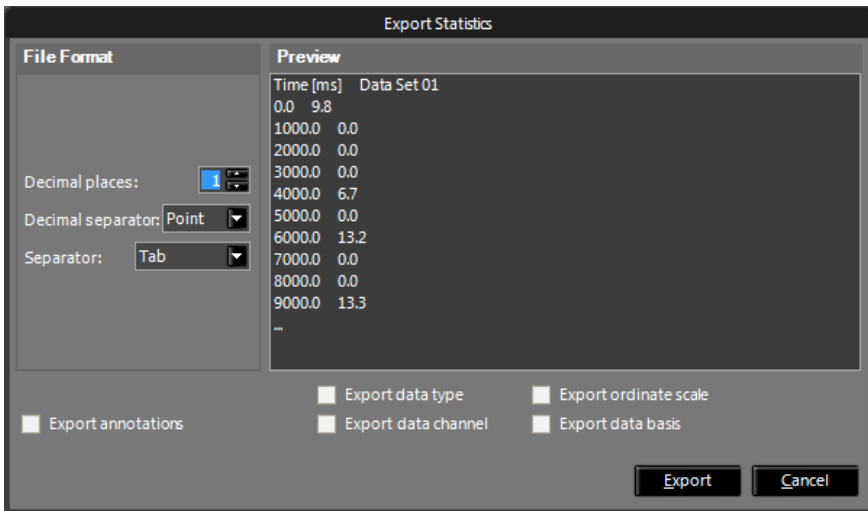 Export Statistics
File Format
Decimal places: 1
Decimal separator: Point
Separator: Tab
Preview
Time [ms] Data Set 01
0.0 9.8
1000.0 0.0
2000.0 0.0
3000.0 0.0
4000.0 6.7
5000.0 0.0
6000.0 13.2
7000.0 0.0
8000.0 0.0
9000.0 13.3
...
Export data type Export ordinate scale
Export annotations Export data channel Export data basis
Export Cancel